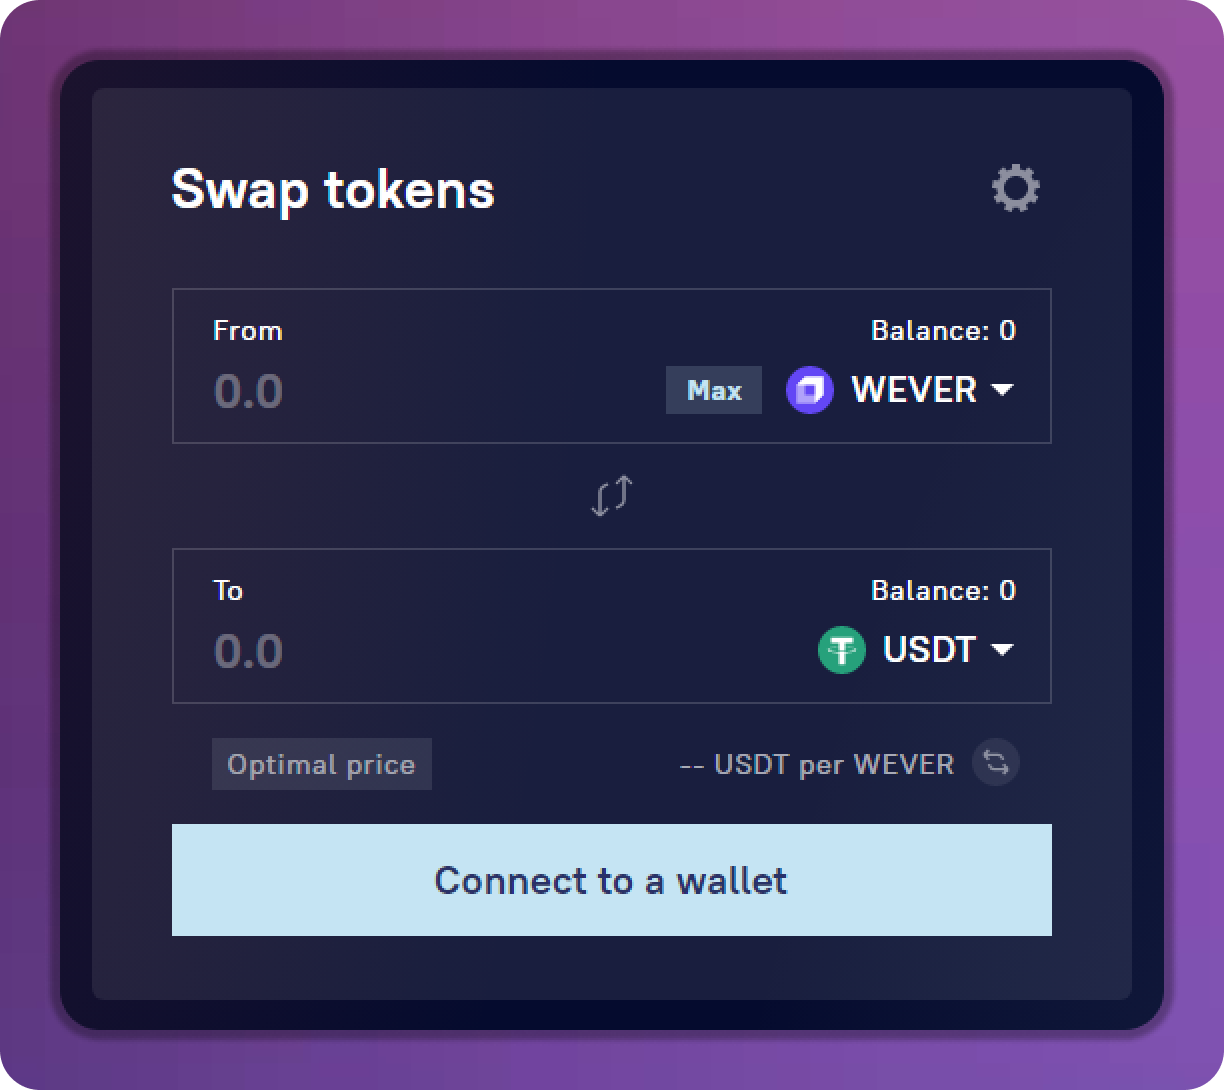 Swap tokens
From
Balance: 0
0.0
Max
WEVER
To
Balance: 0
0.0
USDT
Optimal price
-- USDT per WEVER
Connect to a wallet